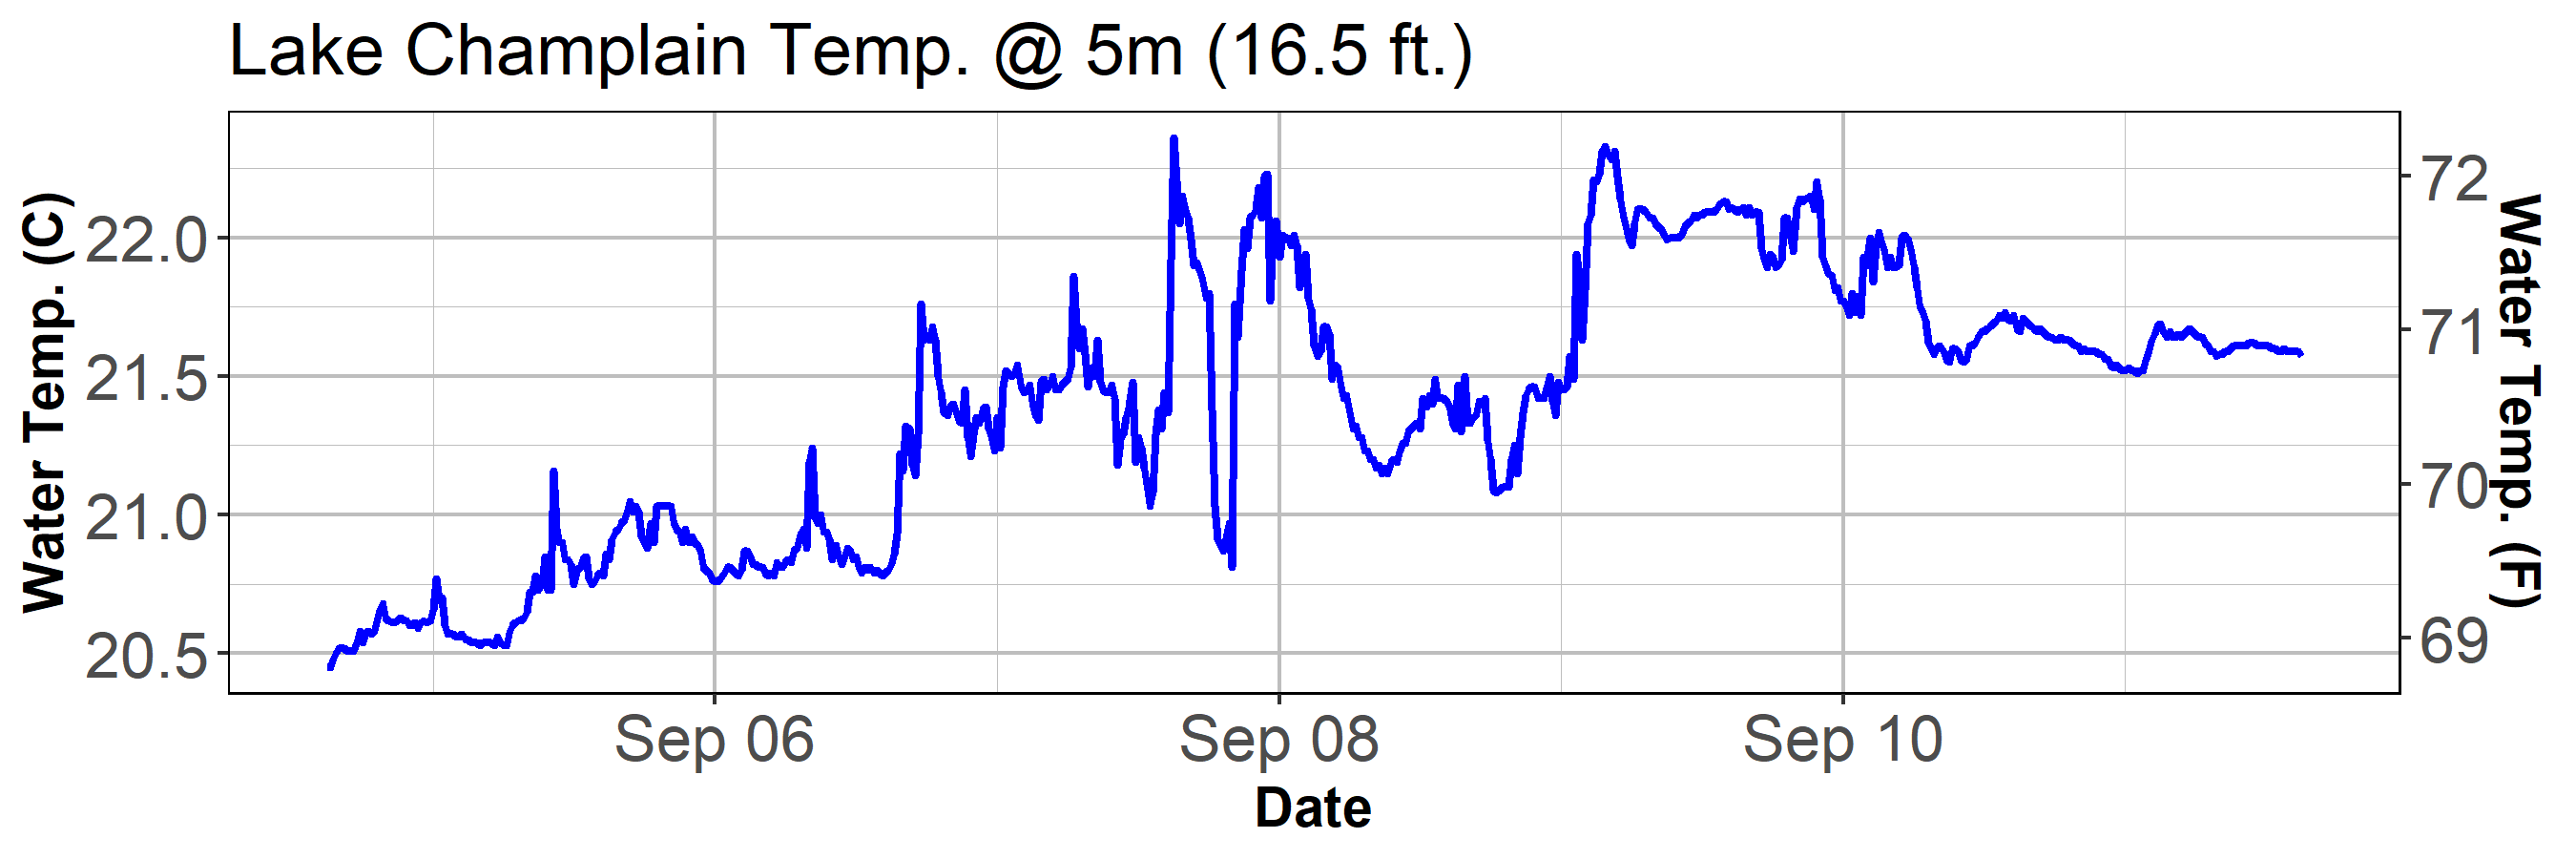 Lake Champlain Temp. @ 5m (16.5 ft.)
Water Temp. (C)
22.0
21.5
21.0
20.5
72
71
70
69
Water Temp. (F)
Sep 06 Sep 08 Sep 10
Date